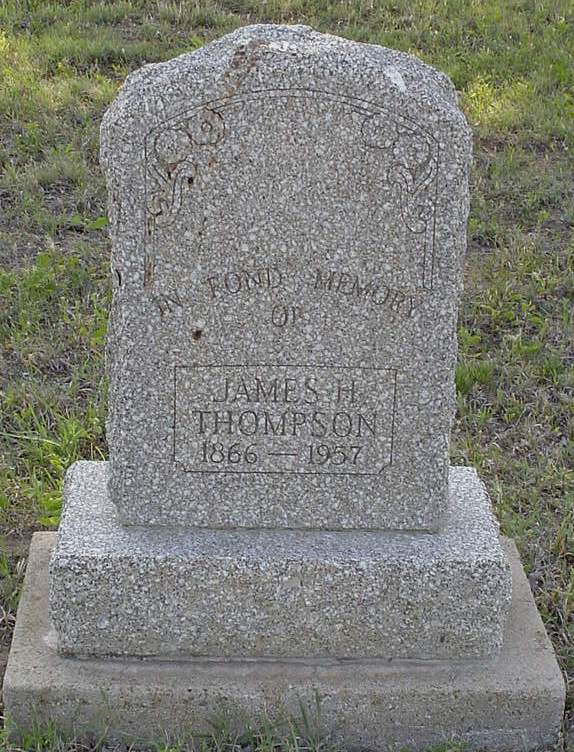 IN FOND MEMORY
OF
JAMES H.
THOMPSON
1866 — 1957